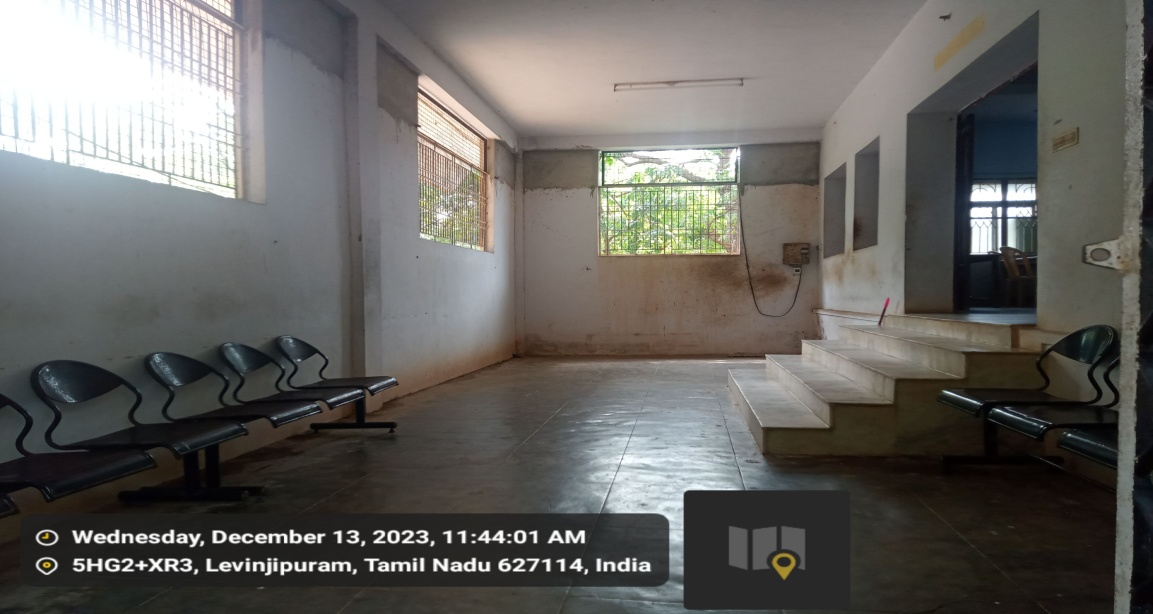 Wednesday, December 13, 2023, 11:44:01 AM
5HG2+XR3, Levinjipuram, Tamil Nadu 627114, India